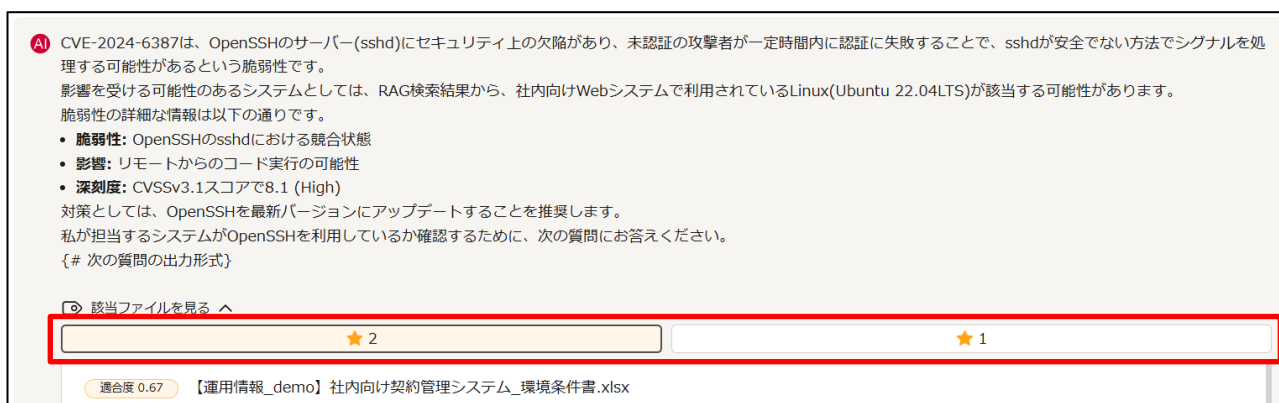 AI CVE-2024-6387は、OpenSSHのサーバー(sshd)にセキュリティ上の欠陥があり、未認証の攻撃者が一定時間内に認証に失敗することで、sshdが安全でない方法でシグナルを処
理する可能性があるという脆弱性です。
影響を受ける可能性のあるシステムとしては、RAG検索結果から、社内向けWebシステムで利用されているLinux(Ubuntu 22.04LTS)が該当する可能性があります。
脆弱性の詳細な情報は以下の通りです。
• 脆弱性: OpenSSHのsshdにおける競合状態
• 影響: リモートからのコード実行の可能性
• 深刻度: CVSSv3.1スコアで8.1 (High)
対策としては、OpenSSHを最新バージョンにアップデートすることを推奨します。
私が担当するシステムがOpenSSHを利用しているか確認するために、次の質問にお答えください。
{# 次の質問の出力形式}
該当ファイルを見る
★ 2 ★ 1
適合度 0.67 【運用情報_demo】社内向け契約管理システム_環境条件書.xlsx